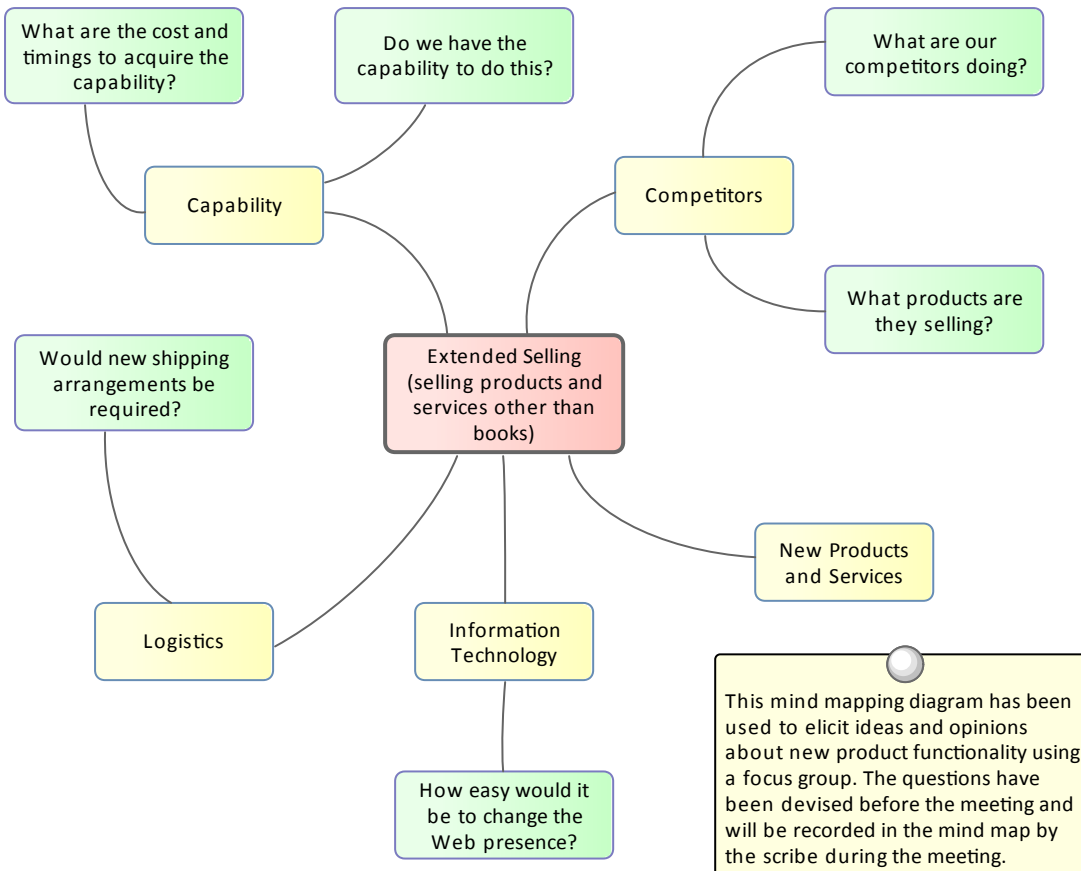 What are the cost and
timings to acquire the
capability?
Do we have the
capability to do this?
What are our
competitors doing?
Capability
Competitors
What products are
they selling?
Would new shipping
arrangements be
required?
Extended Selling
(selling products and
services other than
books)
New Products
and Services
Logistics
Information
Technology
How easy would it
be to change the
Web presence?
This mind mapping diagram has been
used to elicit ideas and opinions
about new product functionality using
a focus group. The questions have
been devised before the meeting and
will be recorded in the mind map by
the scribe during the meeting.